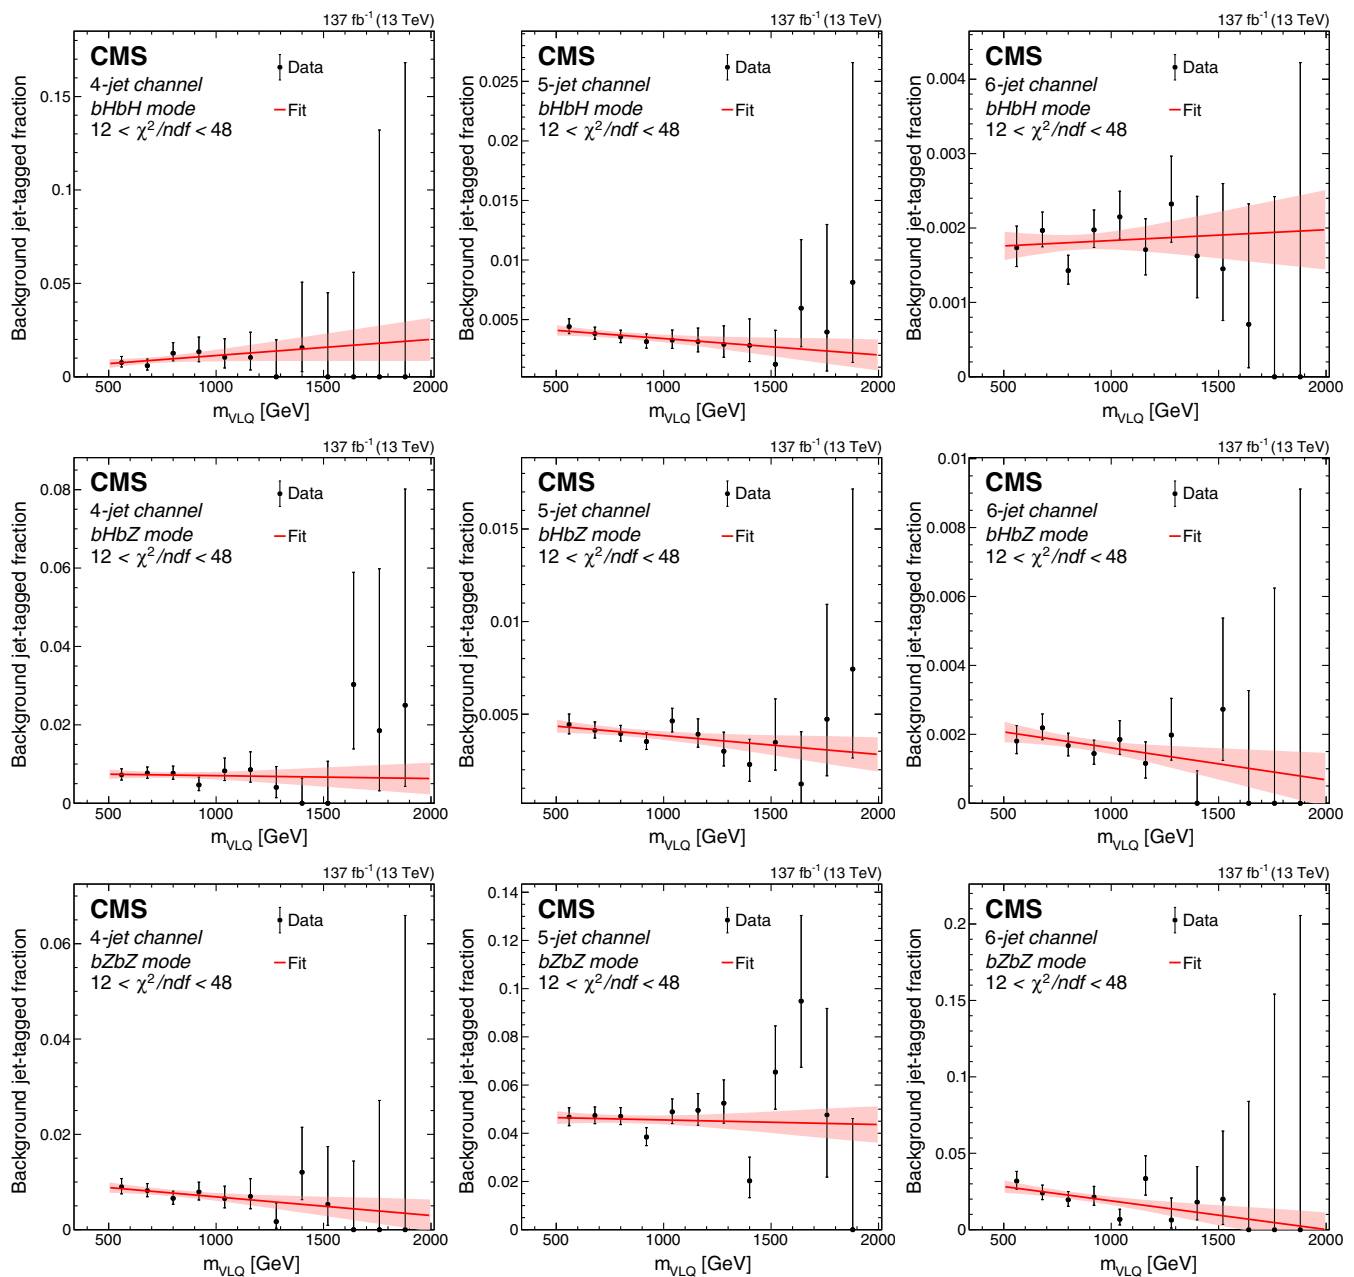 137 fb⁻¹ (13 TeV)
Background jet-tagged fraction
CMS
4-jet channel
bHbH mode
12 < χ²/ndf < 48
Data
Fit
0.15
0.1
0.05
0
500 1000 1500 2000
m_VLQ [GeV]
137 fb⁻¹ (13 TeV)
Background jet-tagged fraction
CMS
5-jet channel
bHbH mode
12 < χ²/ndf < 48
Data
Fit
0.025
0.02
0.015
0.01
0.005
500 1000 1500 2000
m_VLQ [GeV]
137 fb⁻¹ (13 TeV)
Background jet-tagged fraction
CMS
6-jet channel
bHbH mode
12 < χ²/ndf < 48
Data
Fit
0.004
0.003
0.002
0.001
0
500 1000 1500 2000
m_VLQ [GeV]
137 fb⁻¹ (13 TeV)
Background jet-tagged fraction
CMS
4-jet channel
bHbZ mode
12 < χ²/ndf < 48
Data
Fit
0.08
0.06
0.04
0.02
0
500 1000 1500 2000
m_VLQ [GeV]
137 fb⁻¹ (13 TeV)
Background jet-tagged fraction
CMS
5-jet channel
bHbZ mode
12 < χ²/ndf < 48
Data
Fit
0.015
0.01
0.005
500 1000 1500 2000
m_VLQ [GeV]
137 fb⁻¹ (13 TeV)
Background jet-tagged fraction
CMS
6-jet channel
bHbZ mode
12 < χ²/ndf < 48
Data
Fit
0.01
0.008
0.006
0.004
0.002
0
500 1000 1500 2000
m_VLQ [GeV]
137 fb⁻¹ (13 TeV)
Background jet-tagged fraction
CMS
4-jet channel
bZbZ mode
12 < χ²/ndf < 48
Data
Fit
0.06
0.04
0.02
0
500 1000 1500 2000
m_VLQ [GeV]
137 fb⁻¹ (13 TeV)
Background jet-tagged fraction
CMS
5-jet channel
bZbZ mode
12 < χ²/ndf < 48
Data
Fit
0.14
0.12
0.1
0.08
0.06
0.04
0.02
0
500 1000 1500 2000
m_VLQ [GeV]
137 fb⁻¹ (13 TeV)
Background jet-tagged fraction
CMS
6-jet channel
bZbZ mode
12 < χ²/ndf < 48
Data
Fit
0.2
0.15
0.1
0.05
0
500 1000 1500 2000
m_VLQ [GeV]